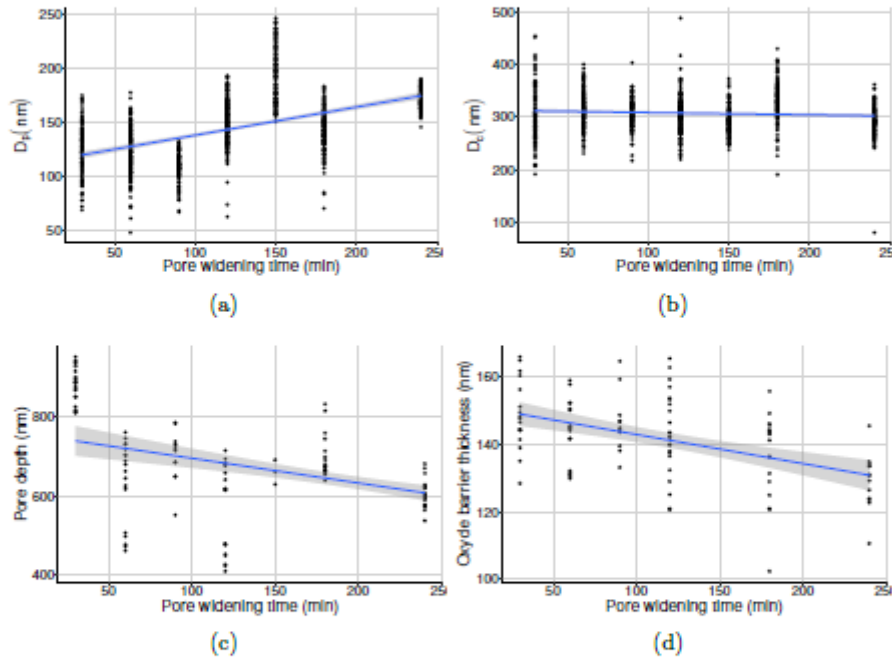 250
200
150
100
50
Dₚ( nm)
50 100 150 200 250
Pore widening time (min)
(a)
500
400
300
200
100
D꜀( nm)
50 100 150 200 25
Pore widening time (min)
(b)
800
600
400
Pore depth (nm)
50 100 150 200 250
Pore widening time (min)
(c)
160
140
120
100
Oxyde barrier thickness (nm)
50 100 150 200 250
Pore widening time (min)
(d)